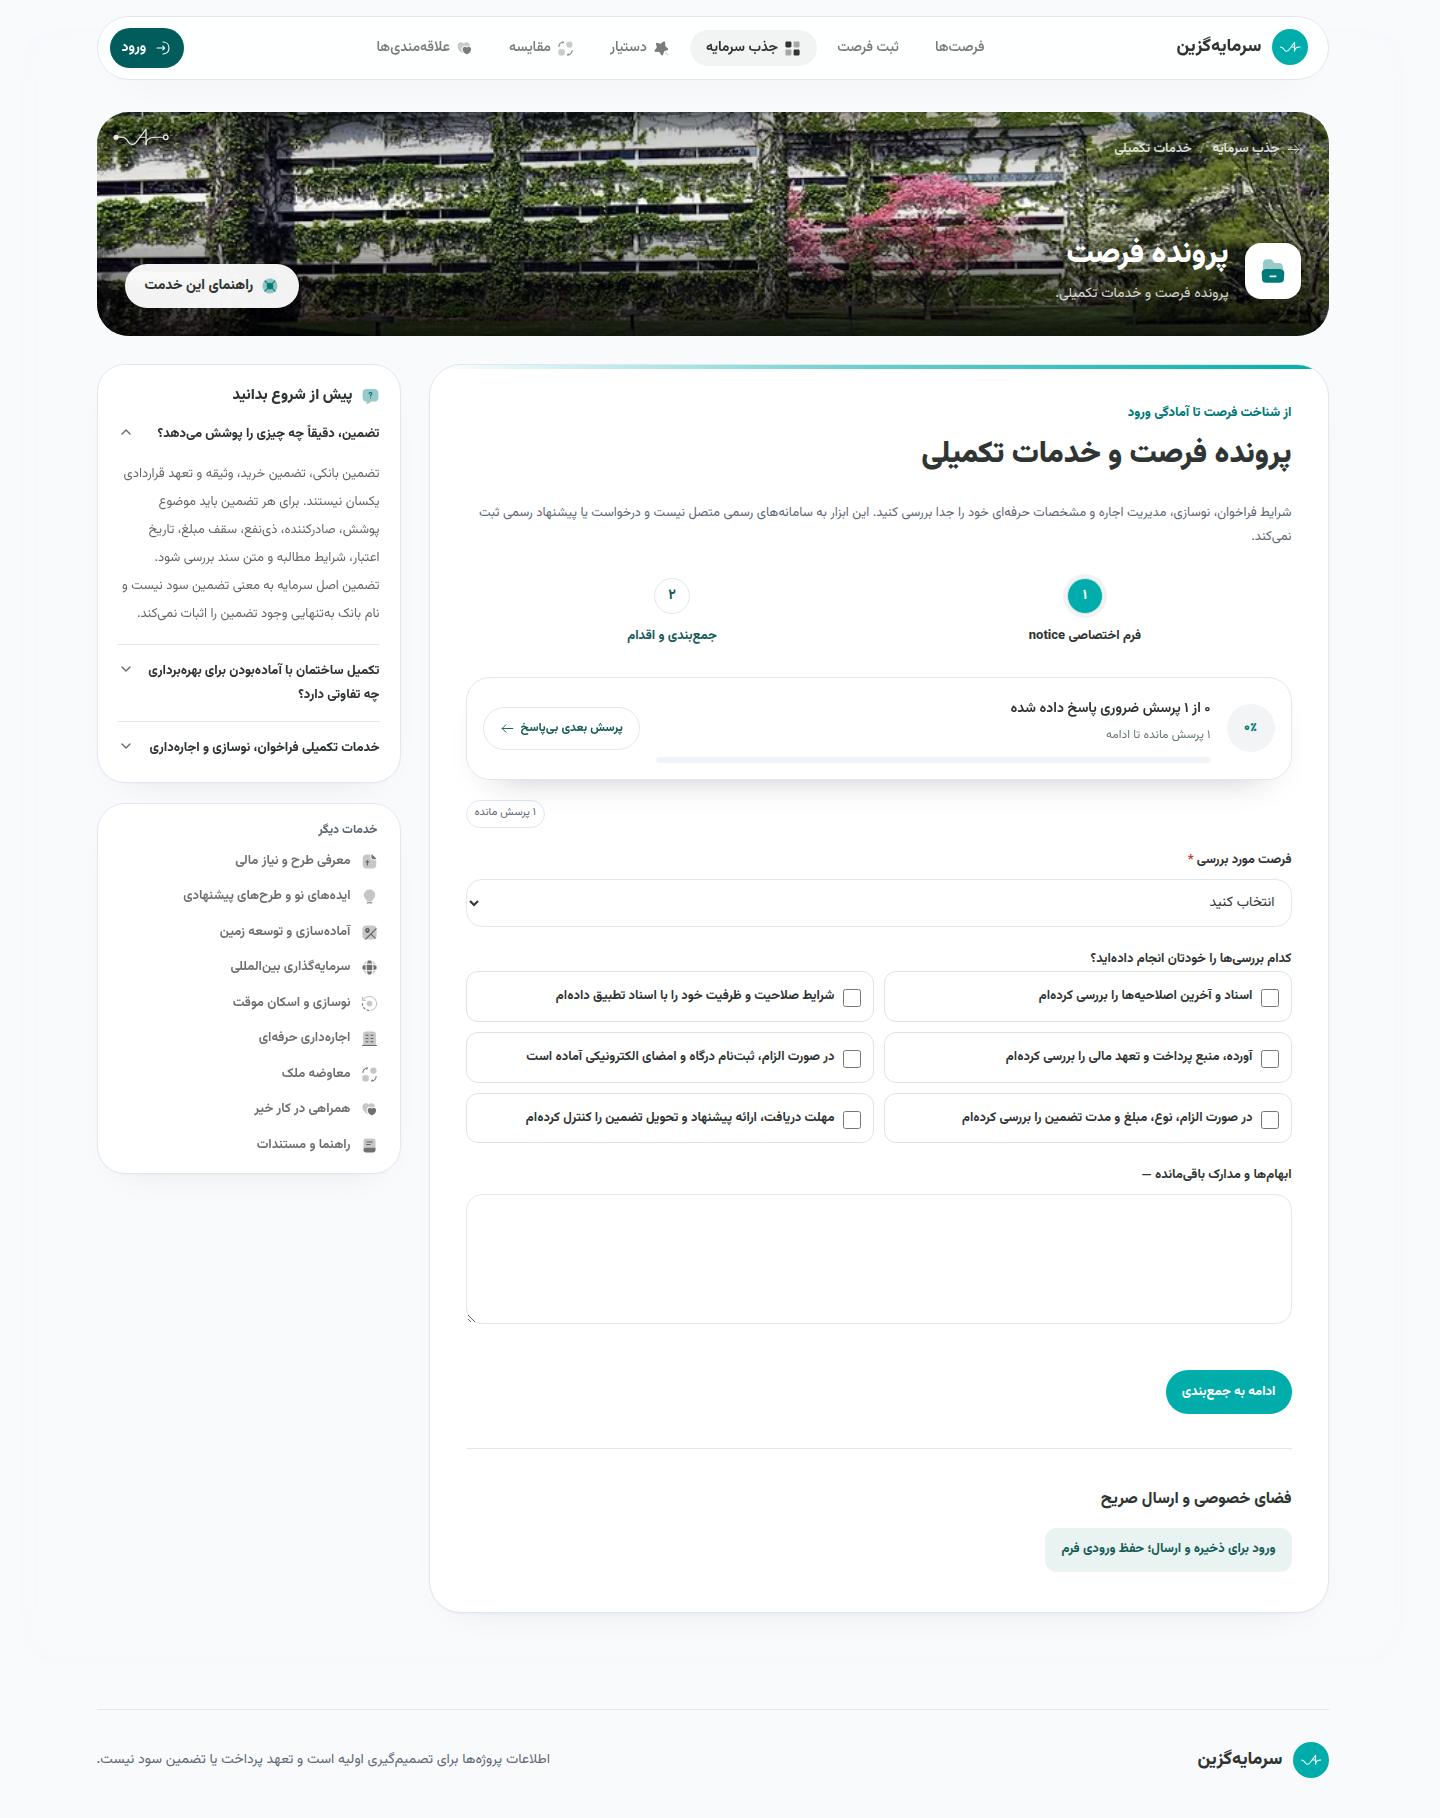 سرمایه‌گزین
فرصت‌ها
ثبت فرصت
جذب سرمایه
دستیار
مقایسه
علاقه‌مندی‌ها
ورود
جذب سرمایه
خدمات تکمیلی
پرونده فرصت
پرونده فرصت و خدمات تکمیلی.
راهنمای این خدمت
از شناخت فرصت تا آمادگی ورود
پرونده فرصت و خدمات تکمیلی
شرایط فراخوان، نوسازی، مدیریت اجاره و مشخصات حرفه‌ای خود را جدا بررسی کنید. این ابزار به سامانه‌های رسمی متصل نیست و درخواست یا پیشنهاد رسمی ثبت
نمی‌کند.
۱
فرم اختصاصی notice
۲
جمع‌بندی و اقدام
۰٪
۰ از ۱ پرسش ضروری پاسخ داده شده
۱ پرسش مانده تا ادامه
پرسش بعدی بی‌پاسخ
۱ پرسش مانده
فرصت مورد بررسی *
انتخاب کنید
کدام بررسی‌ها را خودتان انجام داده‌اید؟
اسناد و آخرین اصلاحیه‌ها را بررسی کرده‌ام
شرایط صلاحیت و ظرفیت خود را با اسناد تطبیق داده‌ام
آورده، منبع پرداخت و تعهد مالی را بررسی کرده‌ام
در صورت الزام، ثبت‌نام درگاه و امضای الکترونیکی آماده است
در صورت الزام، نوع، مبلغ و مدت تضمین را بررسی کرده‌ام
مهلت دریافت، ارائه پیشنهاد و تحویل تضمین را کنترل کرده‌ام
ابهام‌ها و مدارک باقی‌مانده —
ادامه به جمع‌بندی
فضای خصوصی و ارسال صریح
ورود برای ذخیره و ارسال؛ حفظ ورودی فرم
پیش از شروع بدانید
تضمین، دقیقاً چه چیزی را پوشش می‌دهد؟
تضمین بانکی، تضمین خرید، وثیقه و تعهد قراردادی
یکسان نیستند. برای هر تضمین باید موضوع
پوشش، صادرکننده، ذی‌نفع، سقف مبلغ، تاریخ
اعتبار، شرایط مطالبه و متن سند بررسی شود.
تضمین اصل سرمایه به معنی تضمین سود نیست و
نام بانک به‌تنهایی وجود تضمین را اثبات نمی‌کند.
تکمیل ساختمان با آماده‌بودن برای بهره‌برداری
چه تفاوتی دارد؟
خدمات تکمیلی فراخوان، نوسازی و اجاره‌داری
خدمات دیگر
معرفی طرح و نیاز مالی
ایده‌های نو و طرح‌های پیشنهادی
آماده‌سازی و توسعه زمین
سرمایه‌گذاری بین‌المللی
نوسازی و اسکان موقت
اجاره‌داری حرفه‌ای
معاوضه ملک
همراهی در کار خیر
راهنما و مستندات
سرمایه‌گزین
اطلاعات پروژه‌ها برای تصمیم‌گیری اولیه است و تعهد پرداخت یا تضمین سود نیست.